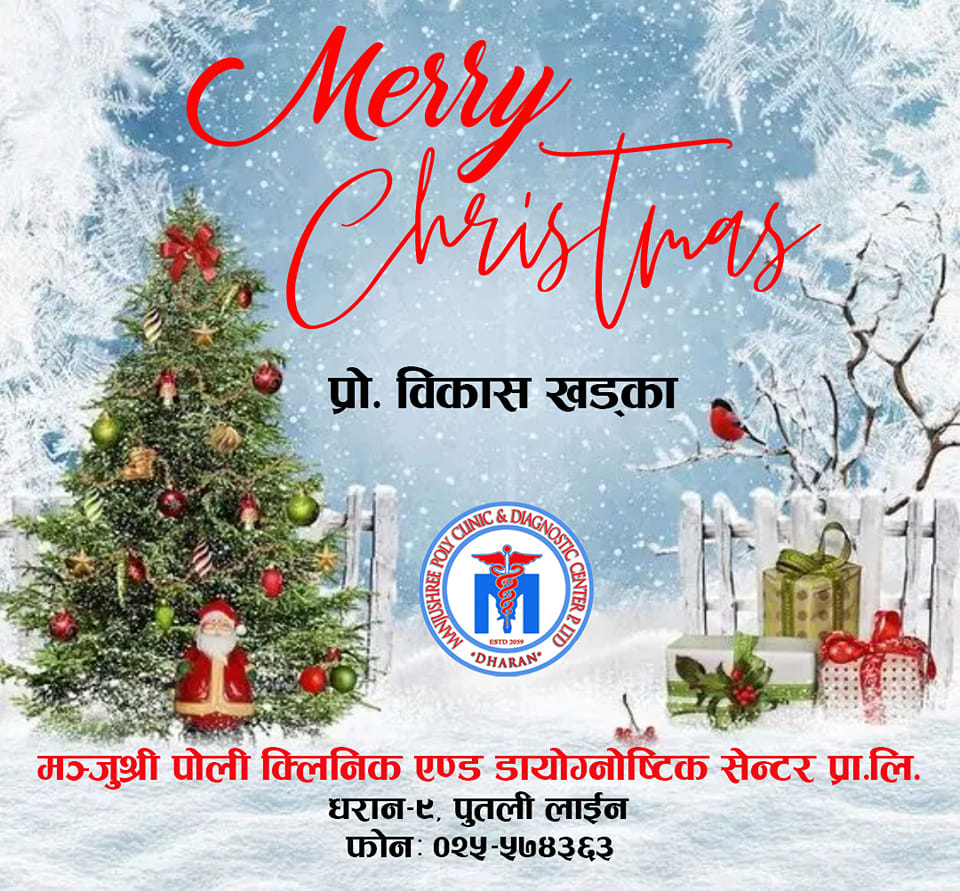 Merry
Christmas
प्रो. विकास खड्का
MANJUSHREE POLY CLINIC & DIAGNOSTIC CENTER P. LTD
M
ESTD 2059
• DHARAN •
मञ्जुश्री पोली क्लिनिक एण्ड डायोग्नोष्टिक सेन्टर प्रा.लि.
धरान-९, पुतली लाईन
फोन: ०२५-५७४३६३